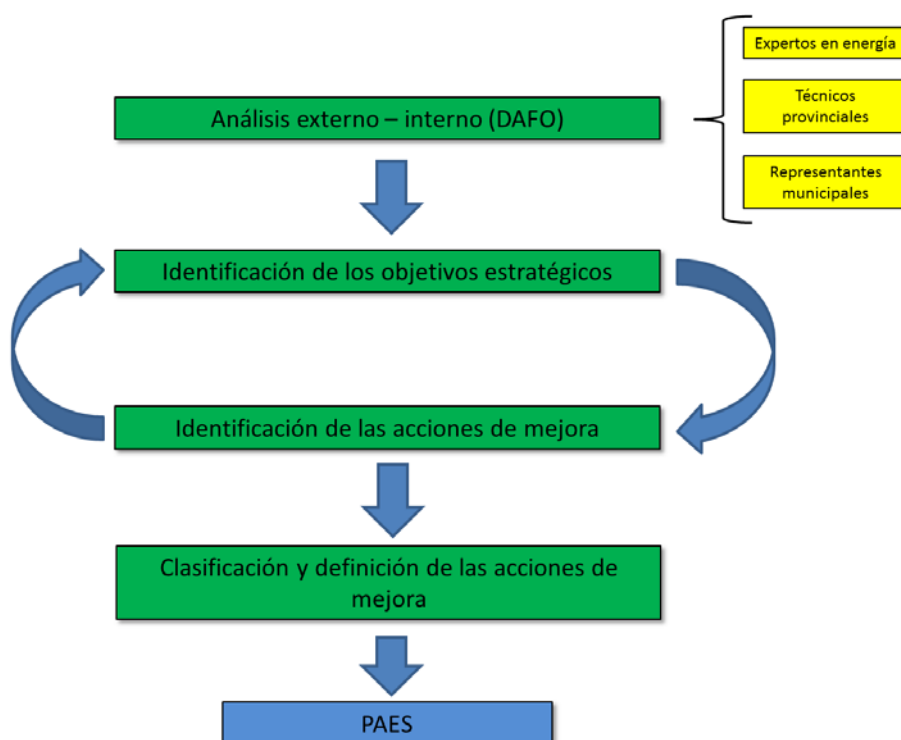 Expertos en energía
Análisis externo – interno (DAFO)
Técnicos
provinciales
Representantes
municipales
Identificación de los objetivos estratégicos
Identificación de las acciones de mejora
Clasificación y definición de las acciones de
mejora
PAES